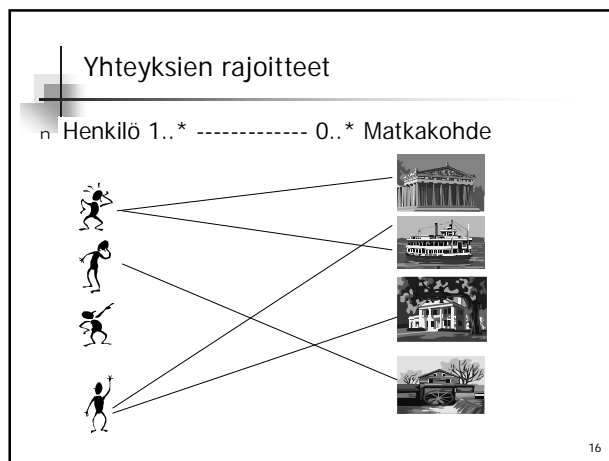 Yhteyksien rajoitteet
n Henkilö 1..* ------------- 0..* Matkakohde
16